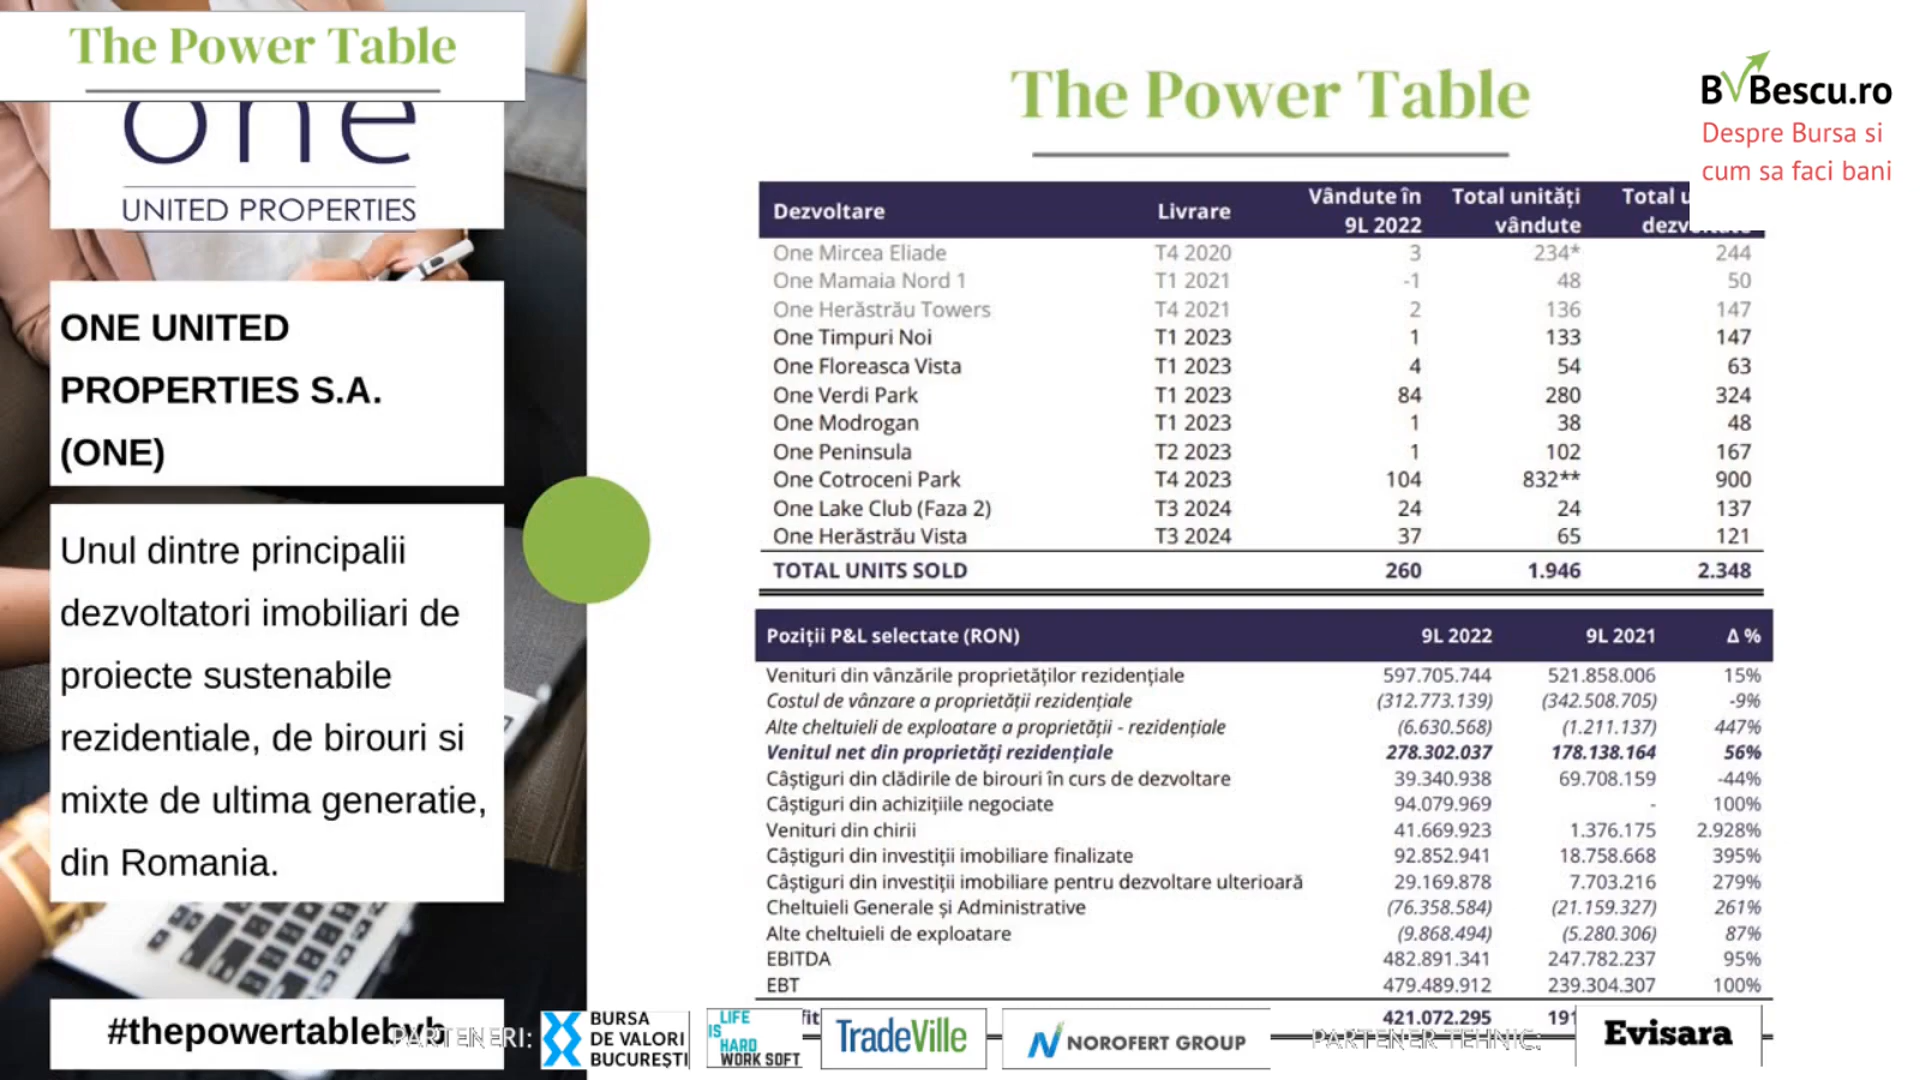 The Power Table
one
UNITED PROPERTIES
ONE UNITED
PROPERTIES S.A.
(ONE)
Unul dintre principalii
dezvoltatori imobiliari de
proiecte sustenabile
rezidentiale, de birouri si
mixte de ultima generatie,
din Romania.
#thepowertablebvb
The Power Table
BVBescu.ro
Despre Bursa si
cum sa faci bani
Dezvoltare Livrare Vândute în 9L 2022 Total unități vândute Total
One Mircea Eliade T4 2020 3 234* 244
One Mamaia Nord 1 T1 2021 -1 48 50
One Herăstrău Towers T4 2021 2 136 147
One Timpuri Noi T1 2023 1 133 147
One Floreasca Vista T1 2023 4 54 63
One Verdi Park T1 2023 84 280 324
One Modrogan T1 2023 1 38 48
One Peninsula T2 2023 1 102 167
One Cotroceni Park T4 2023 104 832** 900
One Lake Club (Faza 2) T3 2024 24 24 137
One Herăstrău Vista T3 2024 37 65 121
TOTAL UNITS SOLD 260 1.946 2.348
Poziții P&L selectate (RON) 9L 2022 9L 2021 Δ %
Venituri din vânzările proprietăților rezidențiale 597.705.744 521.858.006 15%
Costul de vânzare a proprietății rezidențiale (312.773.139) (342.508.705) -9%
Alte cheltuieli de exploatare a proprietății - rezidențiale (6.630.568) (1.211.137) 447%
Venitul net din proprietăți rezidențiale 278.302.037 178.138.164 56%
Câștiguri din clădirile de birouri în curs de dezvoltare 39.340.938 69.708.159 -44%
Câștiguri din achizițiile negociate 94.079.969 - 100%
Venituri din chirii 41.669.923 1.376.175 2.928%
Câștiguri din investiții imobiliare finalizate 92.852.941 18.758.668 395%
Câștiguri din investiții imobiliare pentru dezvoltare ulterioară 29.169.878 7.703.216 279%
Cheltuieli Generale și Administrative (76.358.584) (21.159.327) 261%
Alte cheltuieli de exploatare (9.868.494) (5.280.306) 87%
EBITDA 482.891.341 247.782.237 95%
EBT 479.489.912 239.304.307 100%
421.072.295
PARTENERI:
BURSA
DE VALORI
BUCUREȘTI
LIFE
IS
HARD
WORK SOFT
TradeVille
NOROFERT GROUP
PARTENER TEHNIC:
Evisara